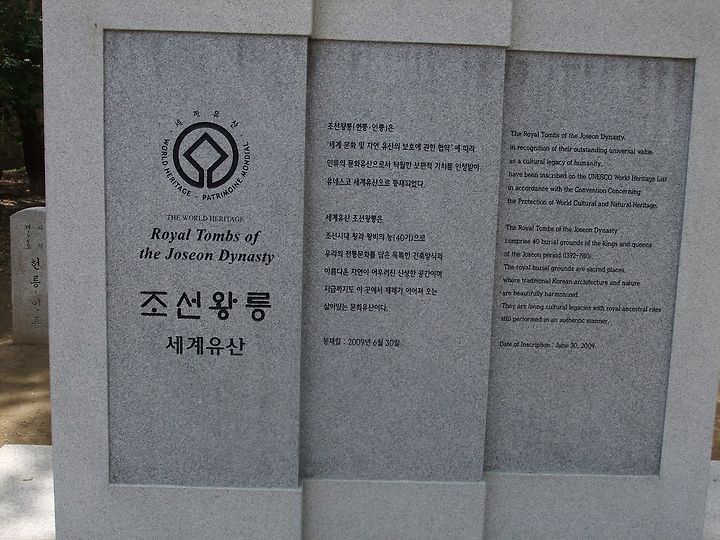 세계유산
WORLD HERITAGE - PATRIMOINE MONDIAL
THE WORLD HERITAGE
Royal Tombs of
the Joseon Dynasty
조선왕릉
세계유산
조선왕릉(헌릉·인릉)은
"세계 문화 및 자연 유산의 보호에 관한 협약"에 따라
인류의 문화유산으로서 탁월한 보편적 가치를 인정받아
유네스코 세계유산으로 등재되었다.
세계유산 조선왕릉은
조선시대 왕과 왕비의 능(40기)으로
우리의 전통문화를 담은 독특한 건축양식과
아름다운 자연이 어우러진 신성한 공간이며
지금까지도 이 곳에서 제례가 이어져 오는
살아있는 문화유산이다.
등재일 : 2009년 6월 30일
The Royal Tombs of the Joseon Dynasty,
in recognition of their outstanding universal value
as a cultural legacy of humanity,
have been inscribed on the UNESCO World Heritage List
in accordance with the Convention Concerning
the Protection of World Cultural and Natural Heritage.
The Royal Tombs of the Joseon Dynasty
comprise 40 burial grounds of the kings and queens
of the Joseon period (1392-1910).
The royal burial grounds are sacred places,
where traditional Korean architecture and nature
are beautifully harmonized.
They are living cultural legacies with royal ancestral rites
still performed in an authentic manner.
Date of Inscription : June 30, 2009
사적
헌릉 인릉